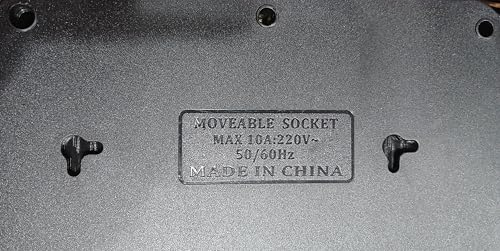 MOVEABLE SOCKET
MAX 10A:220V~
50/60Hz
MADE IN CHINA